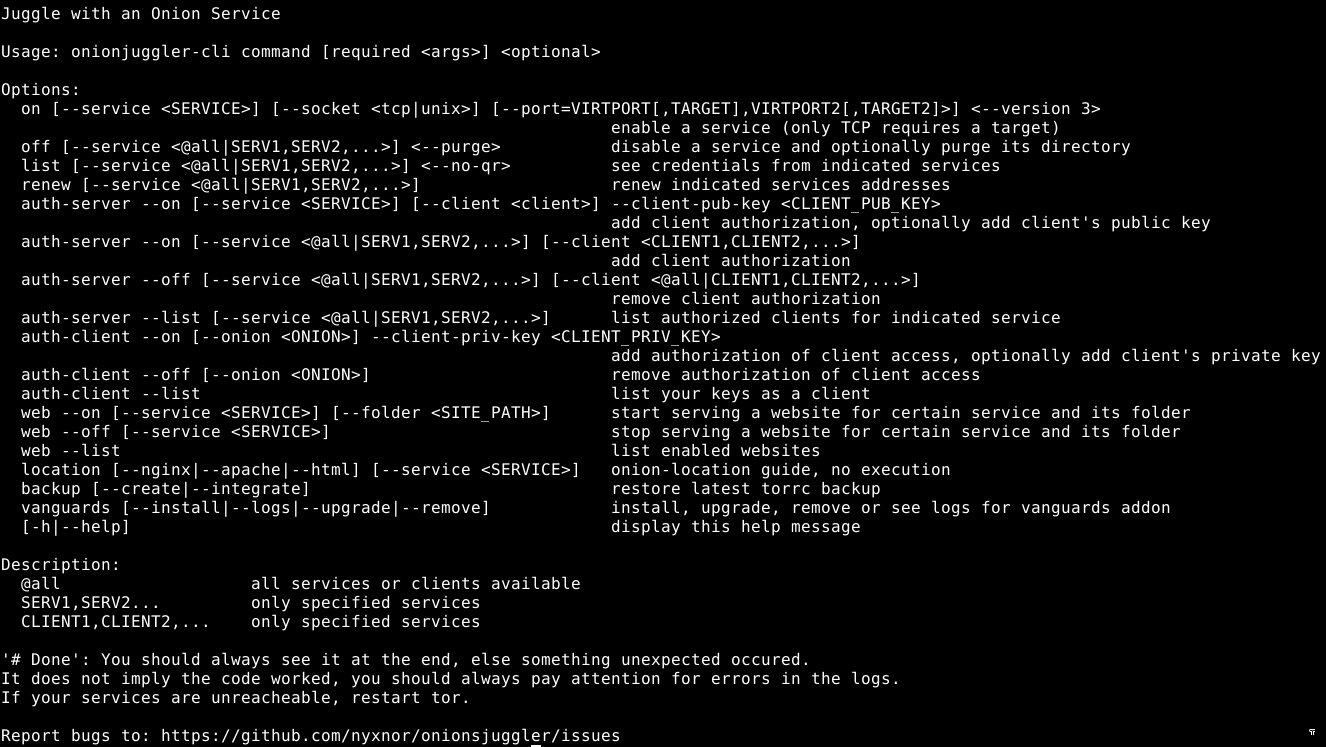 Juggle with an Onion Service
Usage: onionjuggler-cli command [required <args>] <optional>
Options:
on [--service <SERVICE>] [--socket <tcp|unix>] [--port=VIRTPORT[,TARGET],VIRTPORT2[,TARGET2]>] <--version 3>
enable a service (only TCP requires a target)
off [--service <@all|SERV1,SERV2,...>] <--purge> disable a service and optionally purge its directory
list [--service <@all|SERV1,SERV2,...>] <--no-qr> see credentials from indicated services
renew [--service <@all|SERV1,SERV2,...>] renew indicated services addresses
auth-server --on [--service <SERVICE>] [--client <client>] --client-pub-key <CLIENT_PUB_KEY>
add client authorization, optionally add client's public key
auth-server --on [--service <@all|SERV1,SERV2,...>] [--client <CLIENT1,CLIENT2,...>]
add client authorization
auth-server --off [--service <@all|SERV1,SERV2,...>] [--client <@all|CLIENT1,CLIENT2,...>]
remove client authorization
auth-server --list [--service <@all|SERV1,SERV2,...>] list authorized clients for indicated service
auth-client --on [--onion <ONION>] --client-priv-key <CLIENT_PRIV_KEY>
add authorization of client access, optionally add client's private key
auth-client --off [--onion <ONION>] remove authorization of client access
auth-client --list list your keys as a client
web --on [--service <SERVICE>] [--folder <SITE_PATH>] start serving a website for certain service and its folder
web --off [--service <SERVICE>] stop serving a website for certain service and its folder
web --list list enabled websites
location [--nginx|--apache|--html] [--service <SERVICE>] onion-location guide, no execution
backup [--create|--integrate] restore latest torrc backup
vanguards [--install|--logs|--upgrade|--remove] install, upgrade, remove or see logs for vanguards addon
[-h|--help] display this help message
Description:
@all all services or clients available
SERV1,SERV2... only specified services
CLIENT1,CLIENT2,... only specified services
'# Done': You should always see it at the end, else something unexpected occured.
It does not imply the code worked, you should always pay attention for errors in the logs.
If your services are unreacheable, restart tor.
Report bugs to: https://github.com/nyxnor/onionsjuggler/issues